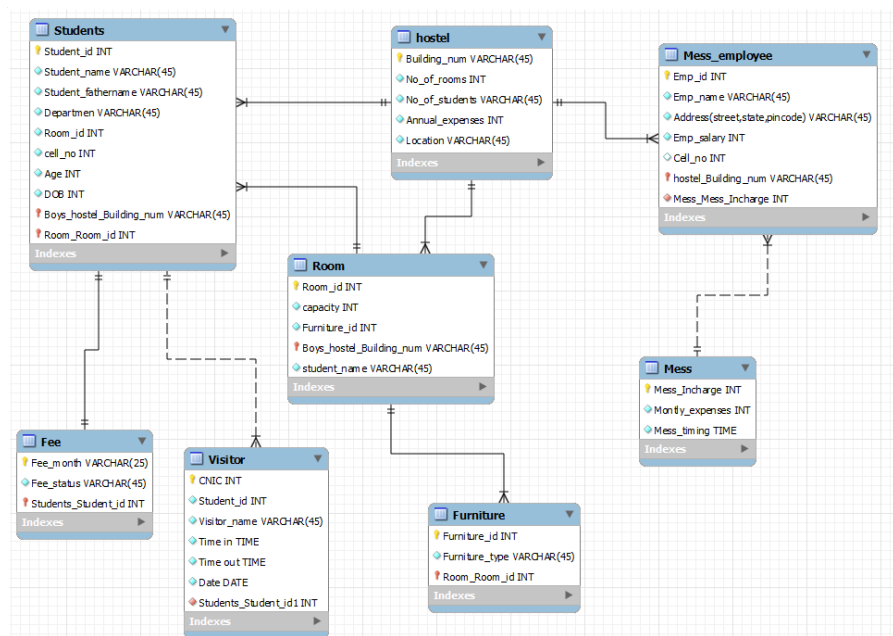 Students
Student_id INT
Student_name VARCHAR(45)
Student_fathername VARCHAR(45)
Departmen VARCHAR(45)
Room_id INT
cell_no INT
Age INT
DOB INT
Boys_hostel_Building_num VARCHAR(45)
Room_Room_id INT
Indexes
hostel
Building_num VARCHAR(45)
No_of_rooms INT
No_of_students VARCHAR(45)
Annual_expenses INT
Location VARCHAR(45)
Indexes
Mess_employee
Emp_id INT
Emp_name VARCHAR(45)
Address(street,state,pincode) VARCHAR(45)
Emp_salary INT
Cell_no INT
hostel_Building_num VARCHAR(45)
Mess_Mess_Incharge INT
Indexes
Room
Room_id INT
capacity INT
Furniture_id INT
Boys_hostel_Building_num VARCHAR(45)
student_name VARCHAR(45)
Indexes
Mess
Mess_Incharge INT
Montly_expenses INT
Mess_timing TIME
Indexes
Fee
Fee_month VARCHAR(25)
Fee_status VARCHAR(45)
Students_Student_id INT
Indexes
Visitor
CNIC INT
Student_id INT
Visitor_name VARCHAR(45)
Time in TIME
Time out TIME
Date DATE
Students_Student_id1 INT
Indexes
Furniture
Furniture_id INT
Furniture_type VARCHAR(45)
Room_Room_id INT
Indexes